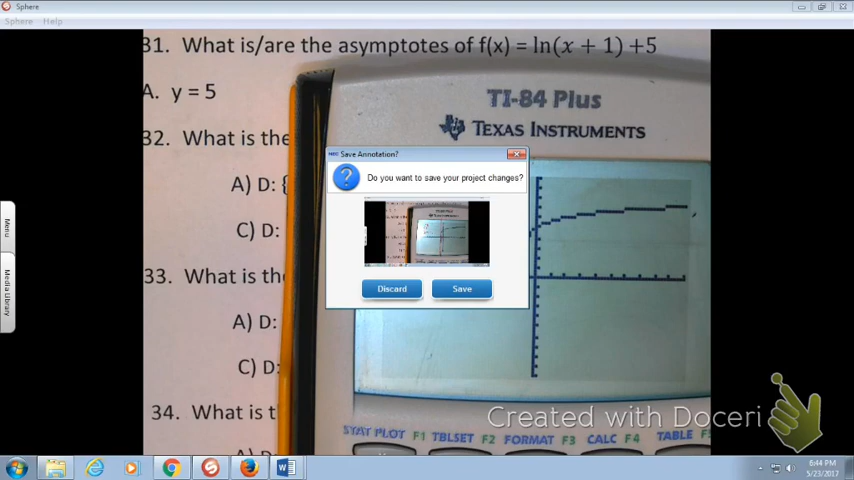 Sphere
Sphere Help
31. What is/are the asymptotes of f(x) = ln(x + 1) +5
A. y = 5
TI-84 Plus
TEXAS INSTRUMENTS
32. What is the
Save Annotation?
Do you want to save your project changes?
A) D: {
C) D:
Discard
Save
33. What is the
A) D:
C) D:
34. What is t
Menu
Media Library
Created with Doceri
STAT PLOT F1 TBLSET F2 FORMAT F3 CALC F4 TABLE F5
6:44 PM
5/23/2017